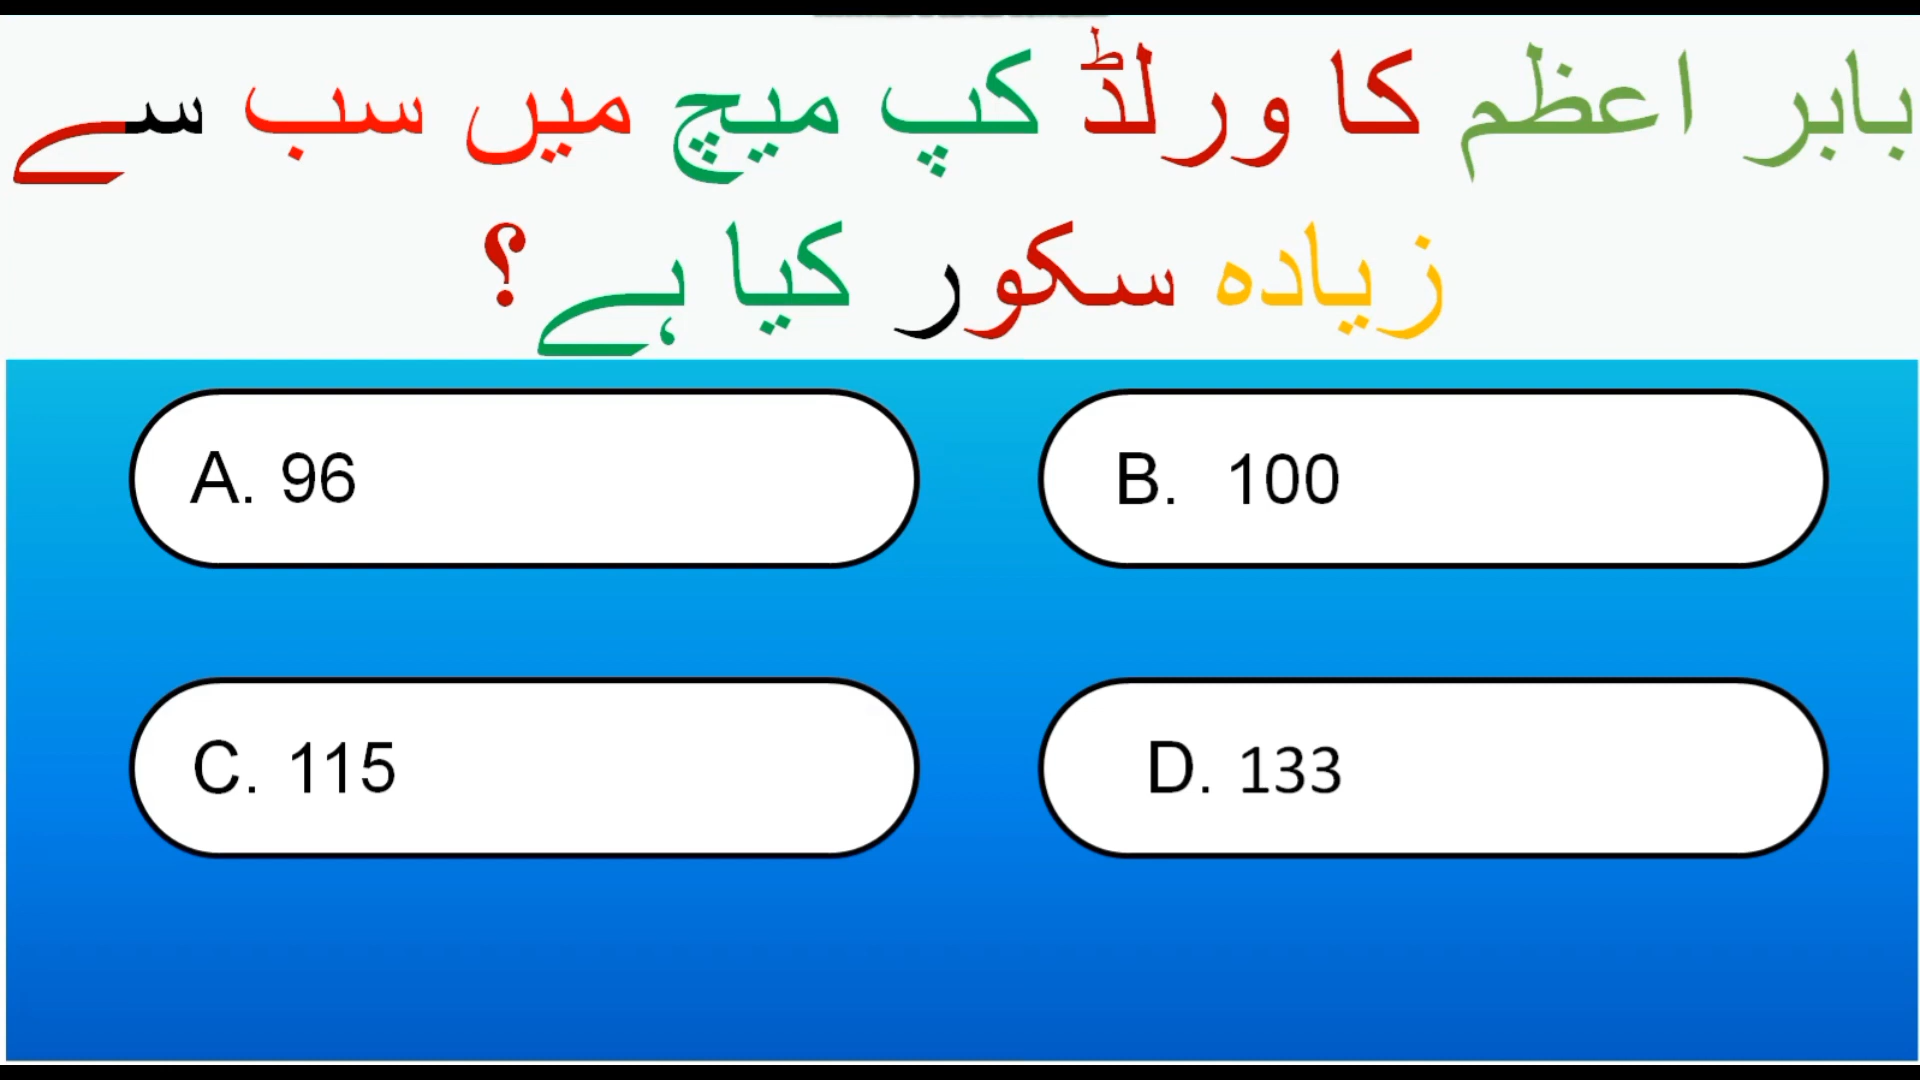 بابر اعظم کا ورلڈ کپ میچ میں سب سے
زیادہ سکور کیا ہے؟
A. 96
B. 100
C. 115
D. 133